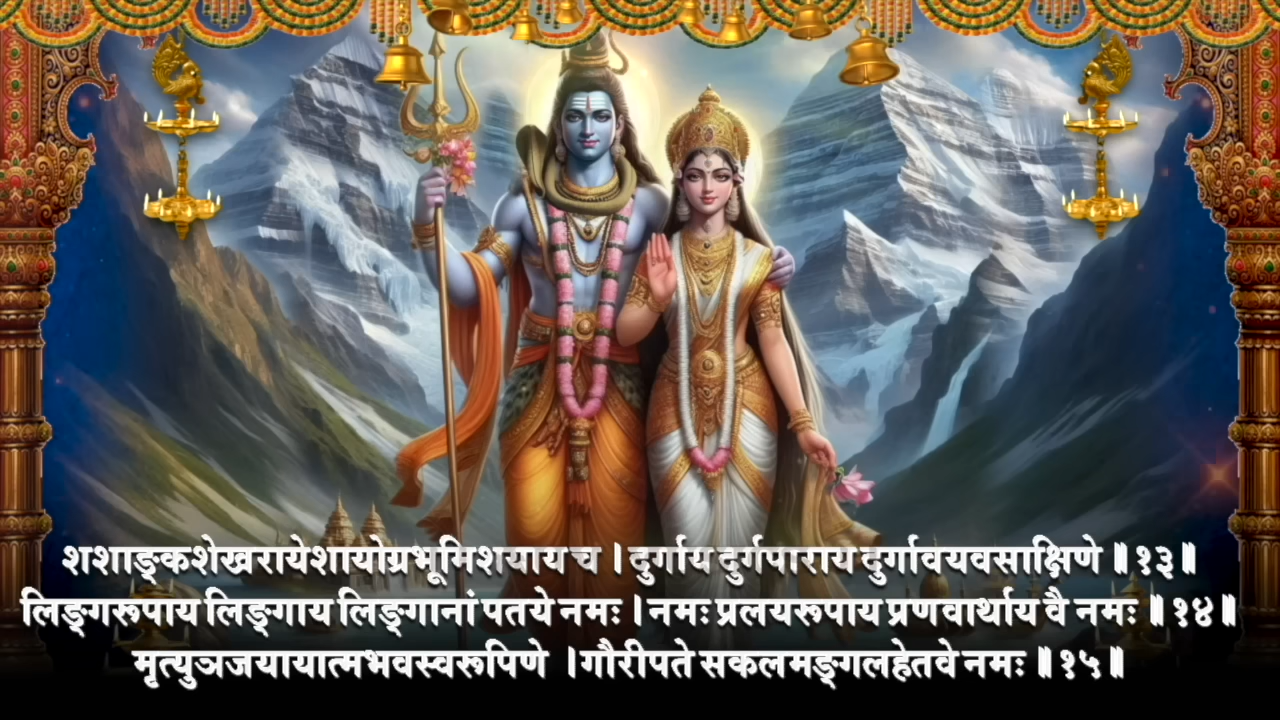 शशाङ्कशेखरायेशायोग्रभूमिशयाय च । दुर्गाय दुर्गपाराय दुर्गावयवसाक्षिणे ॥ १३॥
लिङ्गरूपाय लिङ्गाय लिङ्गानां पतये नमः । नमः प्रलयरूपाय प्रणवार्थाय वै नमः ॥ १४॥
मृत्युञजयायात्मभवस्वरूपिणे । गौरीपते सकलमङ्गलहेतवे नमः ॥ १५॥